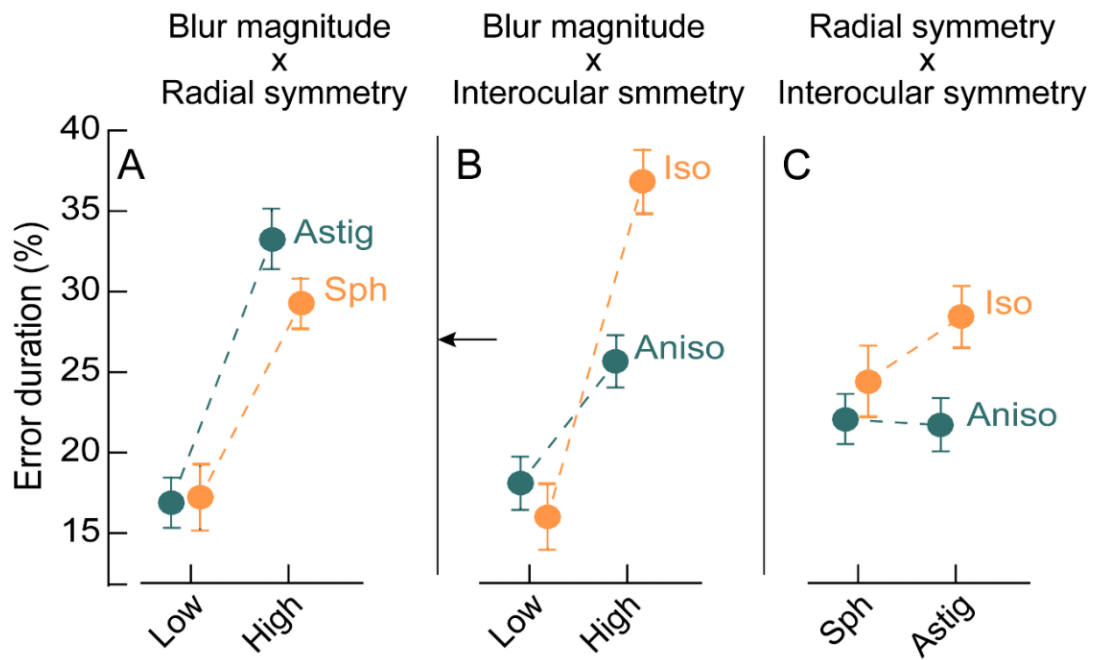 Blur magnitude
x
Radial symmetry
Blur magnitude
x
Interocular smmetry
Radial symmetry
x
Interocular symmetry
Error duration (%)
40
35
30
25
20
15
A
Astig
Sph
Low
High
B
Iso
Aniso
Low
High
C
Iso
Aniso
Sph
Astig